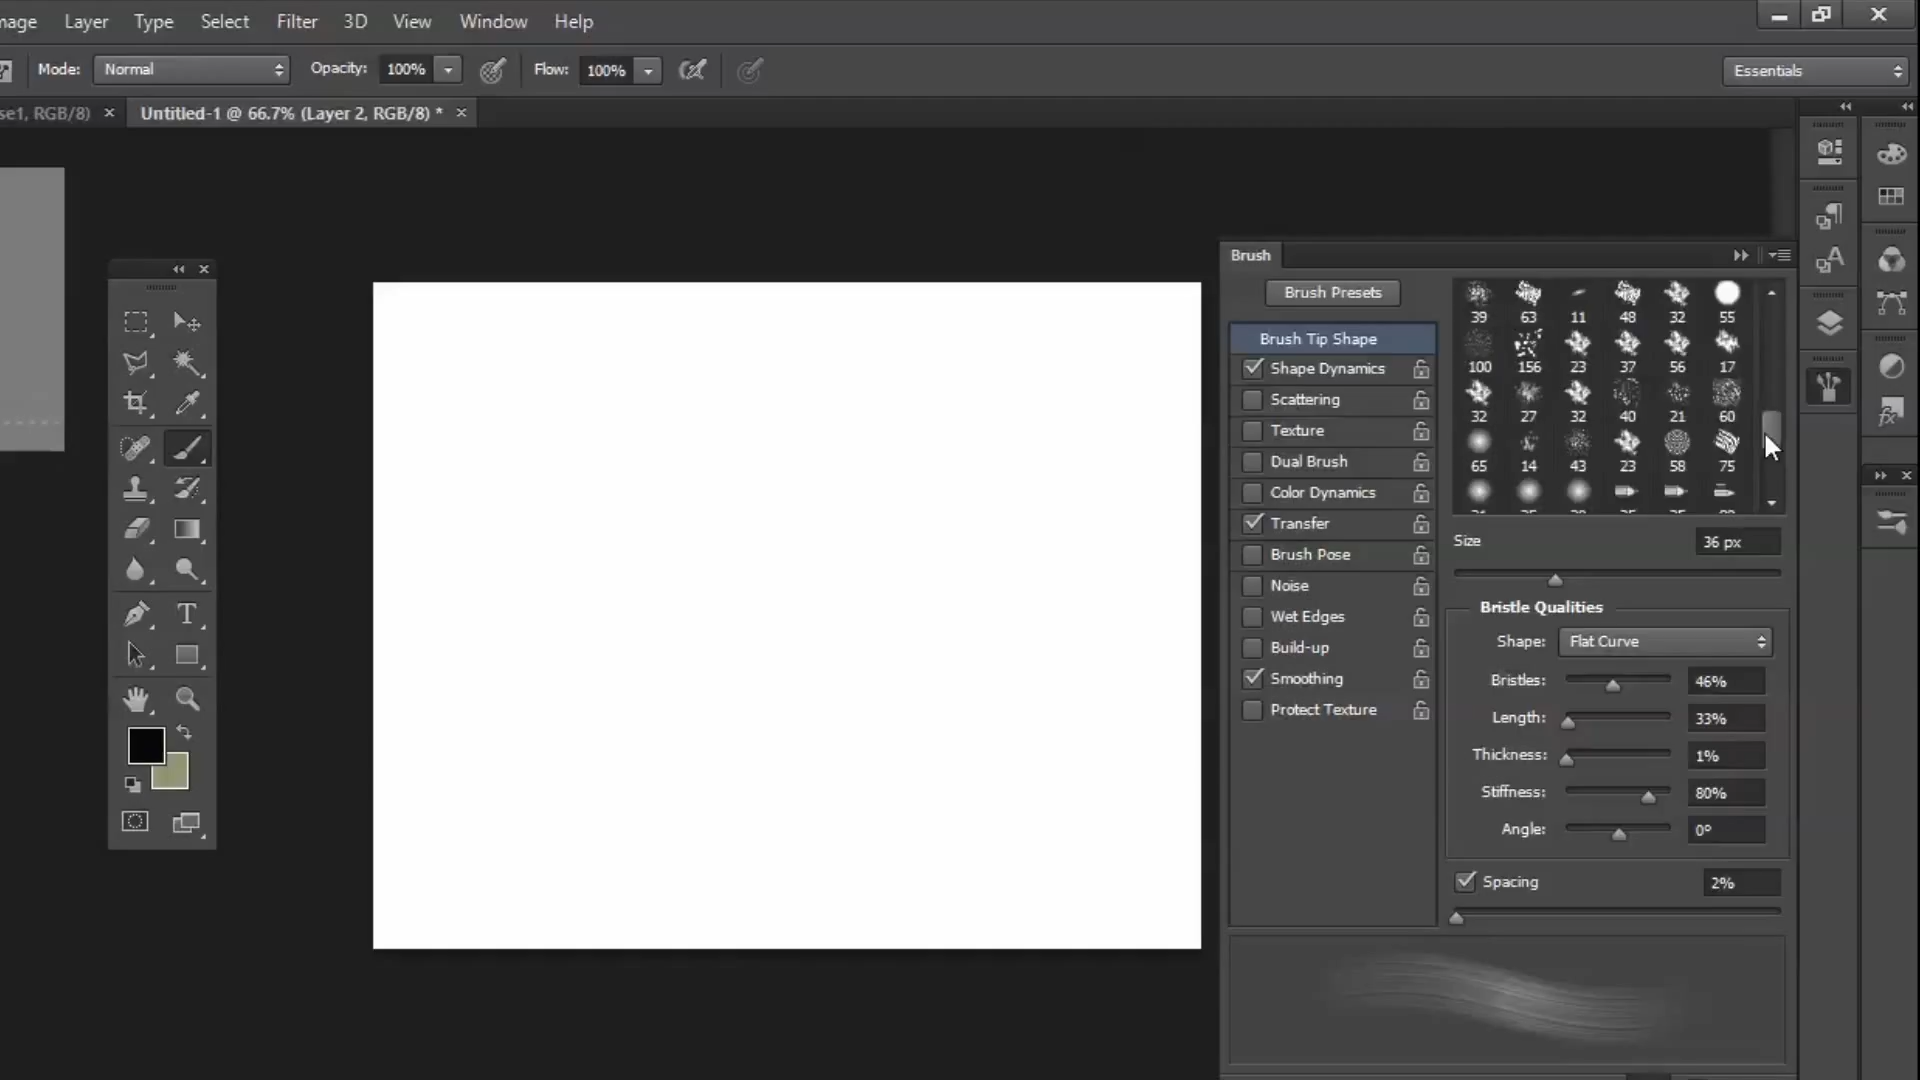 mage Layer Type Select Filter 3D View Window Help
Mode: Normal Opacity: 100% Flow: 100% Essentials
se1, RGB/8) × Untitled-1 @ 66.7% (Layer 2, RGB/8) * ×
Brush
Brush Presets
Brush Tip Shape
Shape Dynamics
Scattering
Texture
Dual Brush
Color Dynamics
Transfer
Brush Pose
Noise
Wet Edges
Build-up
Smoothing
Protect Texture
39 63 11 48 32 55
100 156 23 37 56 17
32 27 32 40 21 60
65 14 43 23 58 75
Size 36 px
Bristle Qualities
Shape: Flat Curve
Bristles: 46%
Length: 33%
Thickness: 1%
Stiffness: 80%
Angle: 0°
Spacing 2%